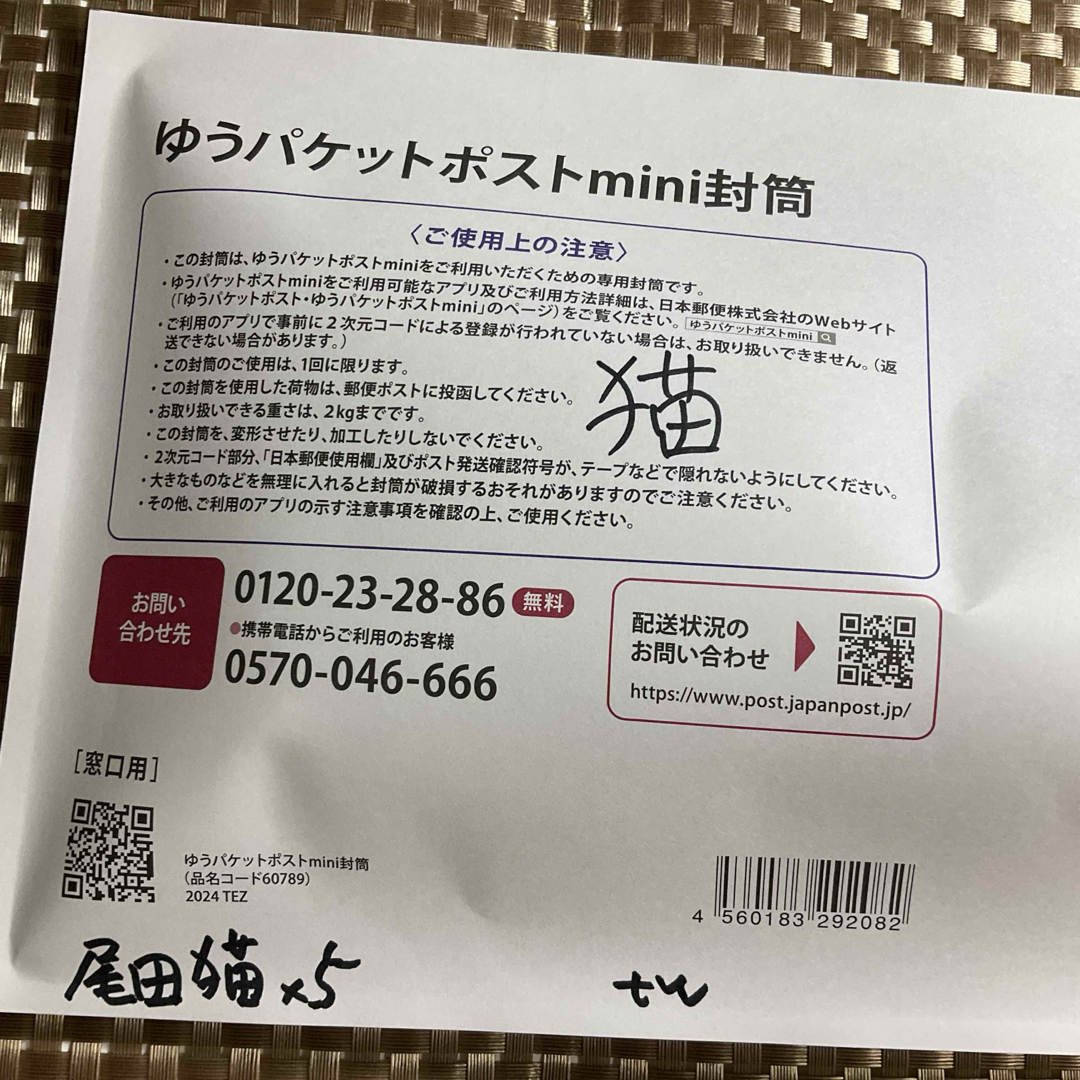 ゆうパケットポストmini封筒
〈ご使用上の注意〉
・この封筒は、ゆうパケットポストminiをご利用いただくための専用封筒です。
・ゆうパケットポストminiをご利用可能なアプリ及びご利用方法詳細は、日本郵便株式会社のWebサイト
(「ゆうパケットポスト・ゆうパケットポストmini」のページ)をご覧ください。 ゆうパケットポストmini
・ご利用のアプリで事前に2次元コードによる登録が行われていない場合は、お取り扱いできません。(返
送できない場合があります。)
・この封筒のご使用は、1回に限ります。
・この封筒を使用した荷物は、郵便ポストに投函してください。
猫
・お取り扱いできる重さは、2kgまでです。
・この封筒を、変形させたり、加工したりしないでください。
・2次元コード部分、「日本郵便使用欄」及びポスト発送確認符号が、テープなどで隠れないようにしてください。
・大きなものなどを無理に入れると封筒が破損するおそれがありますのでご注意ください。
・その他、ご利用のアプリの示す注意事項を確認の上、ご使用ください。
お問い
合わせ先
0120-23-28-86 無料
●携帯電話からご利用のお客様
0570-046-666
配送状況の
お問い合わせ
https://www.post.japanpost.jp/
[窓口用]
ゆうパケットポストmini封筒
(品名コード60789)
2024 TEZ
4 560183 292082
尾田猫×5